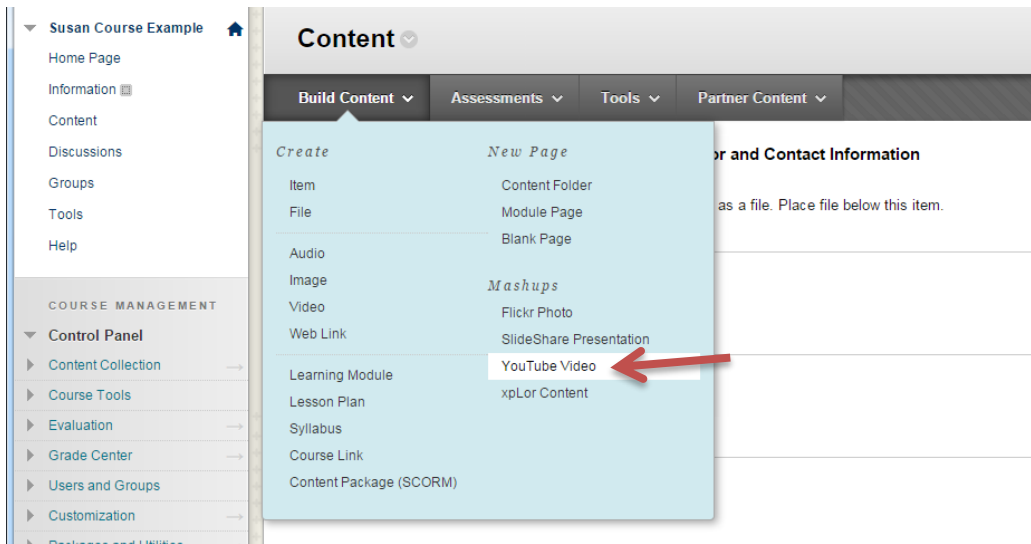 Susan Course Example
Home Page
Information
Content
Discussions
Groups
Tools
Help
COURSE MANAGEMENT
Control Panel
Content Collection
Course Tools
Evaluation
Grade Center
Users and Groups
Customization
Content
Build Content
Assessments
Tools
Partner Content
Create
Item
File
Audio
Image
Video
Web Link
Learning Module
Lesson Plan
Syllabus
Course Link
Content Package (SCORM)
New Page
Content Folder
Module Page
Blank Page
Mashups
Flickr Photo
SlideShare Presentation
YouTube Video
xpLor Content
or and Contact Information
as a file. Place file below this item.